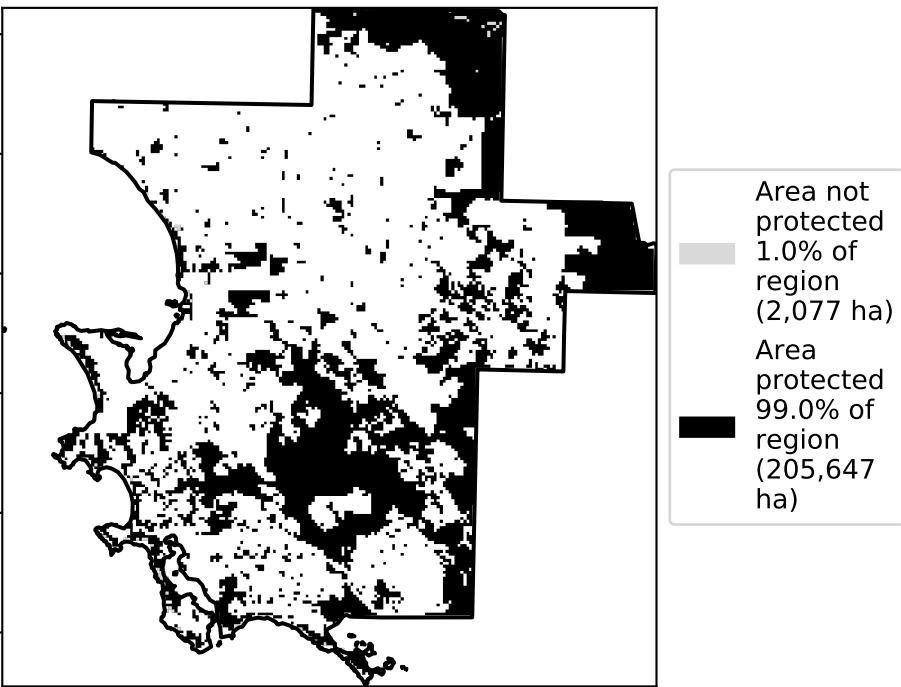 Area not
protected
1.0% of
region
(2,077 ha)
Area
protected
99.0% of
region
(205,647
ha)